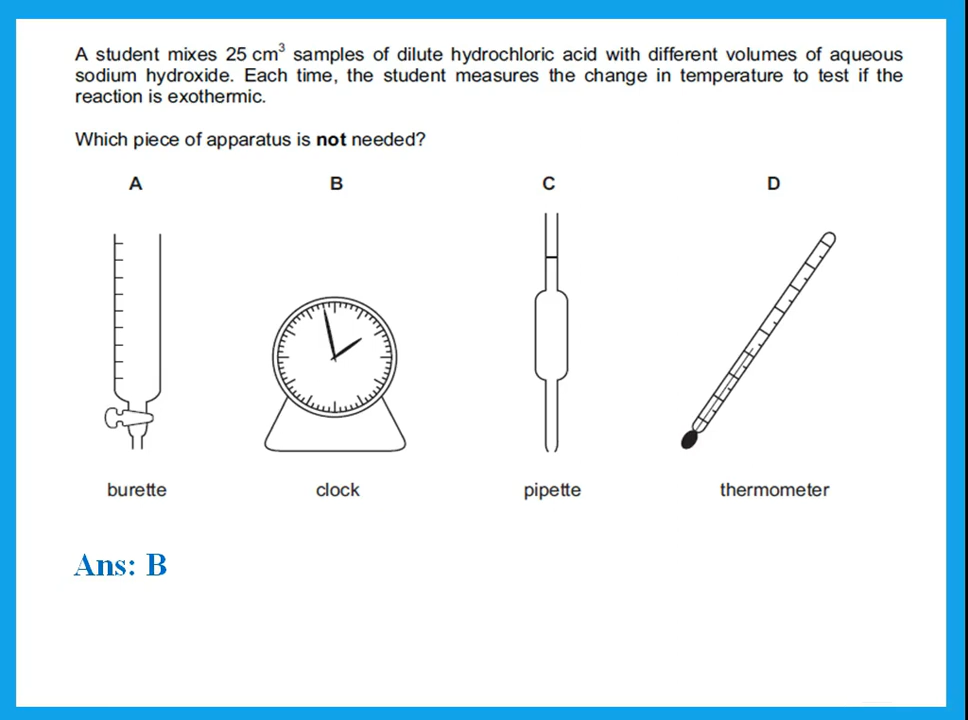 A student mixes 25 cm³ samples of dilute hydrochloric acid with different volumes of aqueous
sodium hydroxide. Each time, the student measures the change in temperature to test if the
reaction is exothermic.
Which piece of apparatus is not needed?
A B C D
burette clock pipette thermometer
Ans: B